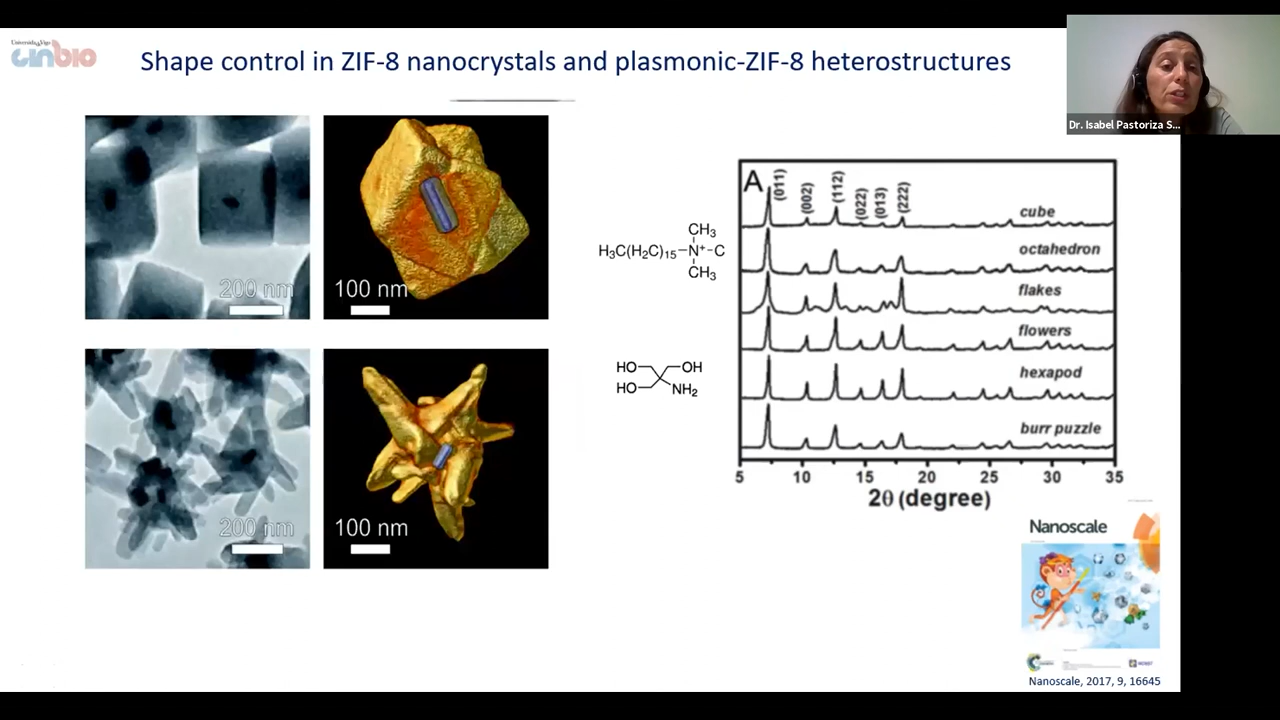 UniversidadeVigo
cinbio
Shape control in ZIF-8 nanocrystals and plasmonic-ZIF-8 heterostructures
Dr. Isabel Pastoriza S...
200 nm
100 nm
200 nm
100 nm
CH3
H3C(H2C)15–N+–C
CH3
HO OH
HO NH2
A
(011)
(002)
(112)
(022)
(013)
(222)
cube
octahedron
flakes
flowers
hexapod
burr puzzle
5 10 15 20 25 30 35
2θ (degree)
Nanoscale
Nanoscale, 2017, 9, 16645